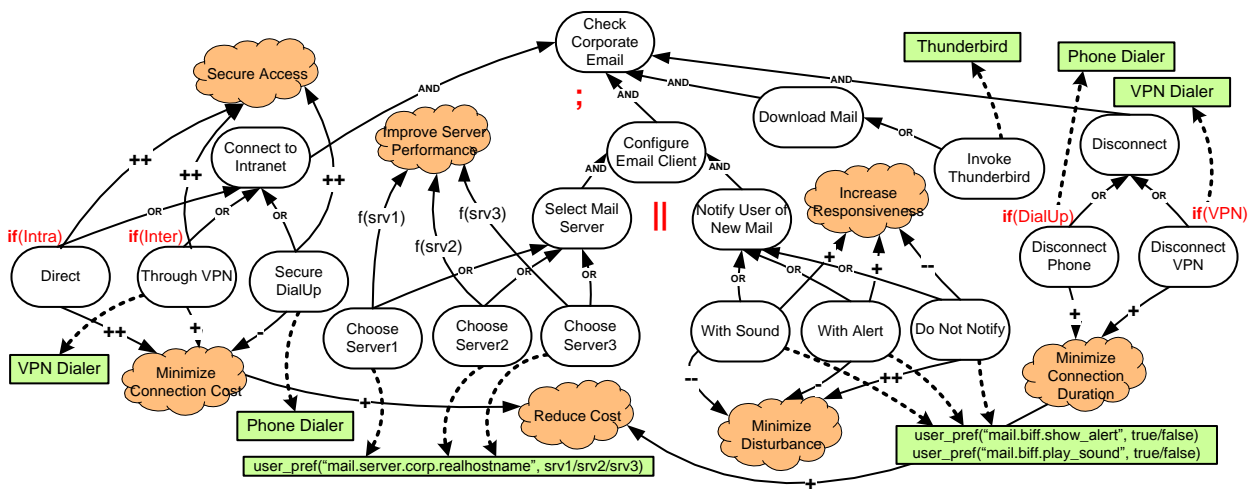 Check
Corporate
Email
Thunderbird
Phone Dialer
VPN Dialer
Secure Access
AND
AND
AND
AND
;
Download Mail
OR
Improve Server
Performance
Configure
Email Client
Connect to
Intranet
Invoke
Thunderbird
Disconnect
++
++
++
AND
AND
Select Mail
Server
||
Notify User of
New Mail
Increase
Responsiveness
f(srv1)
f(srv2)
f(srv3)
OR
OR
OR
OR
OR
if(Intra)
if(Inter)
if(DialUp)
if(VPN)
Direct
Through VPN
Secure
DialUp
OR
OR
OR
OR
OR
OR
+
+
--
Disconnect
Phone
Disconnect
VPN
Choose
Server1
Choose
Server2
Choose
Server3
With Sound
With Alert
Do Not Notify
++
+
-
+
+
VPN Dialer
Minimize
Connection Cost
--
-
++
Minimize
Connection
Duration
+
Reduce Cost
Minimize
Disturbance
Phone Dialer
user_pref(“mail.server.corp.realhostname”, srv1/srv2/srv3)
user_pref(“mail.biff.show_alert”, true/false)
user_pref(“mail.biff.play_sound”, true/false)
+